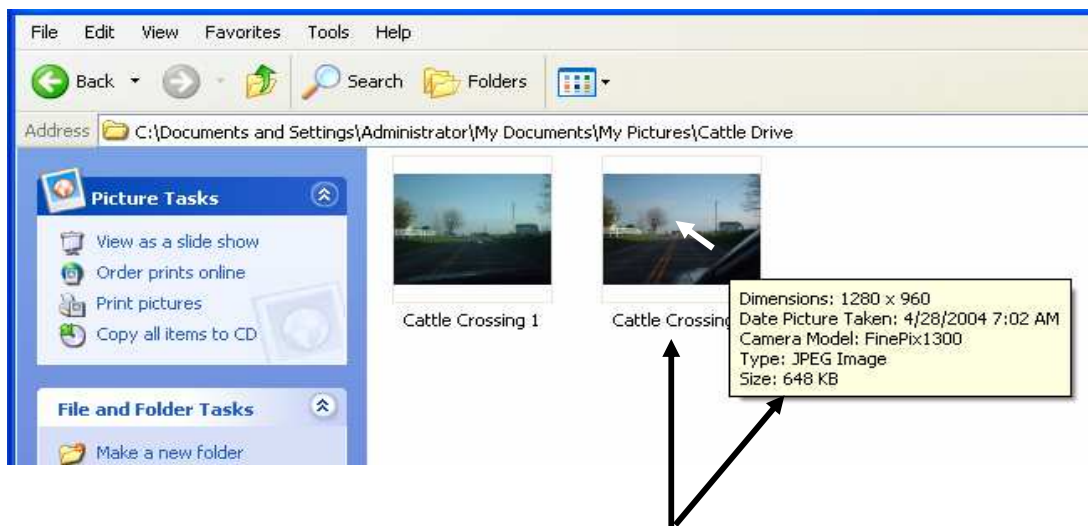 File Edit View Favorites Tools Help
Back Search Folders
Address C:\Documents and Settings\Administrator\My Documents\My Pictures\Cattle Drive
Picture Tasks
View as a slide show
Order prints online
Print pictures
Copy all items to CD
File and Folder Tasks
Make a new folder
Cattle Crossing 1
Cattle Crossing
Dimensions: 1280 x 960
Date Picture Taken: 4/28/2004 7:02 AM
Camera Model: FinePix1300
Type: JPEG Image
Size: 648 KB